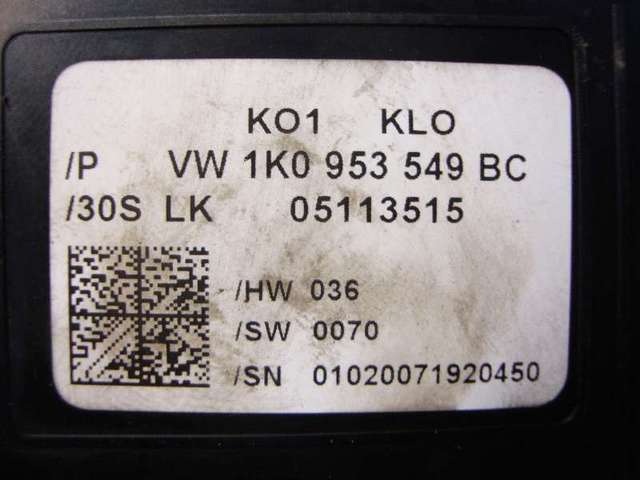 KO1 KLO
/P VW 1K0 953 549 BC
/30S LK 05113515
/HW 036
/SW 0070
/SN 01020071920450